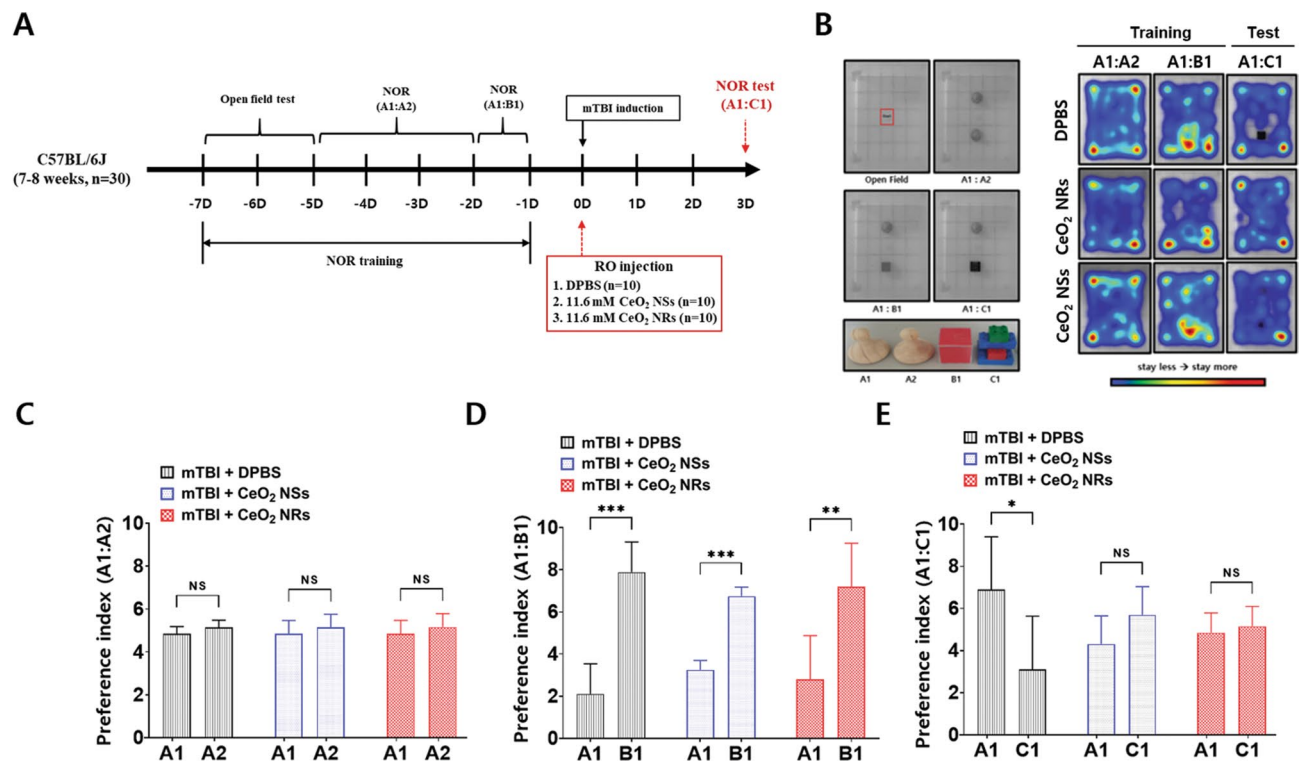 A
Open field test
NOR
(A1:A2)
NOR
(A1:B1)
mTBI induction
NOR test
(A1:C1)
C57BL/6J
(7-8 weeks, n=30)
-7D -6D -5D -4D -3D -2D -1D 0D 1D 2D 3D
NOR training
RO injection
1. DPBS (n=10)
2. 11.6 mM CeO₂ NSs (n=10)
3. 11.6 mM CeO₂ NRs (n=10)
B
Open Field
A1 : A2
A1 : B1
A1 : C1
A1 A2 B1 C1
Training Test
A1:A2 A1:B1 A1:C1
DPBS
CeO₂ NRs
CeO₂ NSs
stay less → stay more
C
mTBI + DPBS
mTBI + CeO₂ NSs
mTBI + CeO₂ NRs
Preference index (A1:A2)
10
8
6
4
2
0
NS NS NS
A1 A2 A1 A2 A1 A2
D
mTBI + DPBS
mTBI + CeO₂ NSs
mTBI + CeO₂ NRs
Preference index (A1:B1)
10
8
6
4
2
0
*** *** **
A1 B1 A1 B1 A1 B1
E
mTBI + DPBS
mTBI + CeO₂ NSs
mTBI + CeO₂ NRs
Preference index (A1:C1)
10
8
6
4
2
0
* NS NS
A1 C1 A1 C1 A1 C1